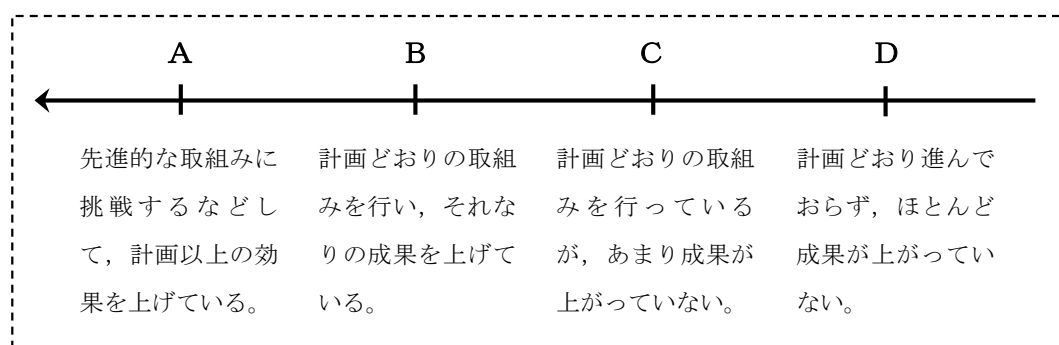 A B C D
先進的な取組みに
挑戦するなどし
て，計画以上の効
果を上げている。
計画どおりの取組
みを行い，それな
りの成果を上げて
いる。
計画どおりの取組
みを行っている
が，あまり成果が
上がっていない。
計画どおり進んで
おらず，ほとんど
成果が上がってい
ない。